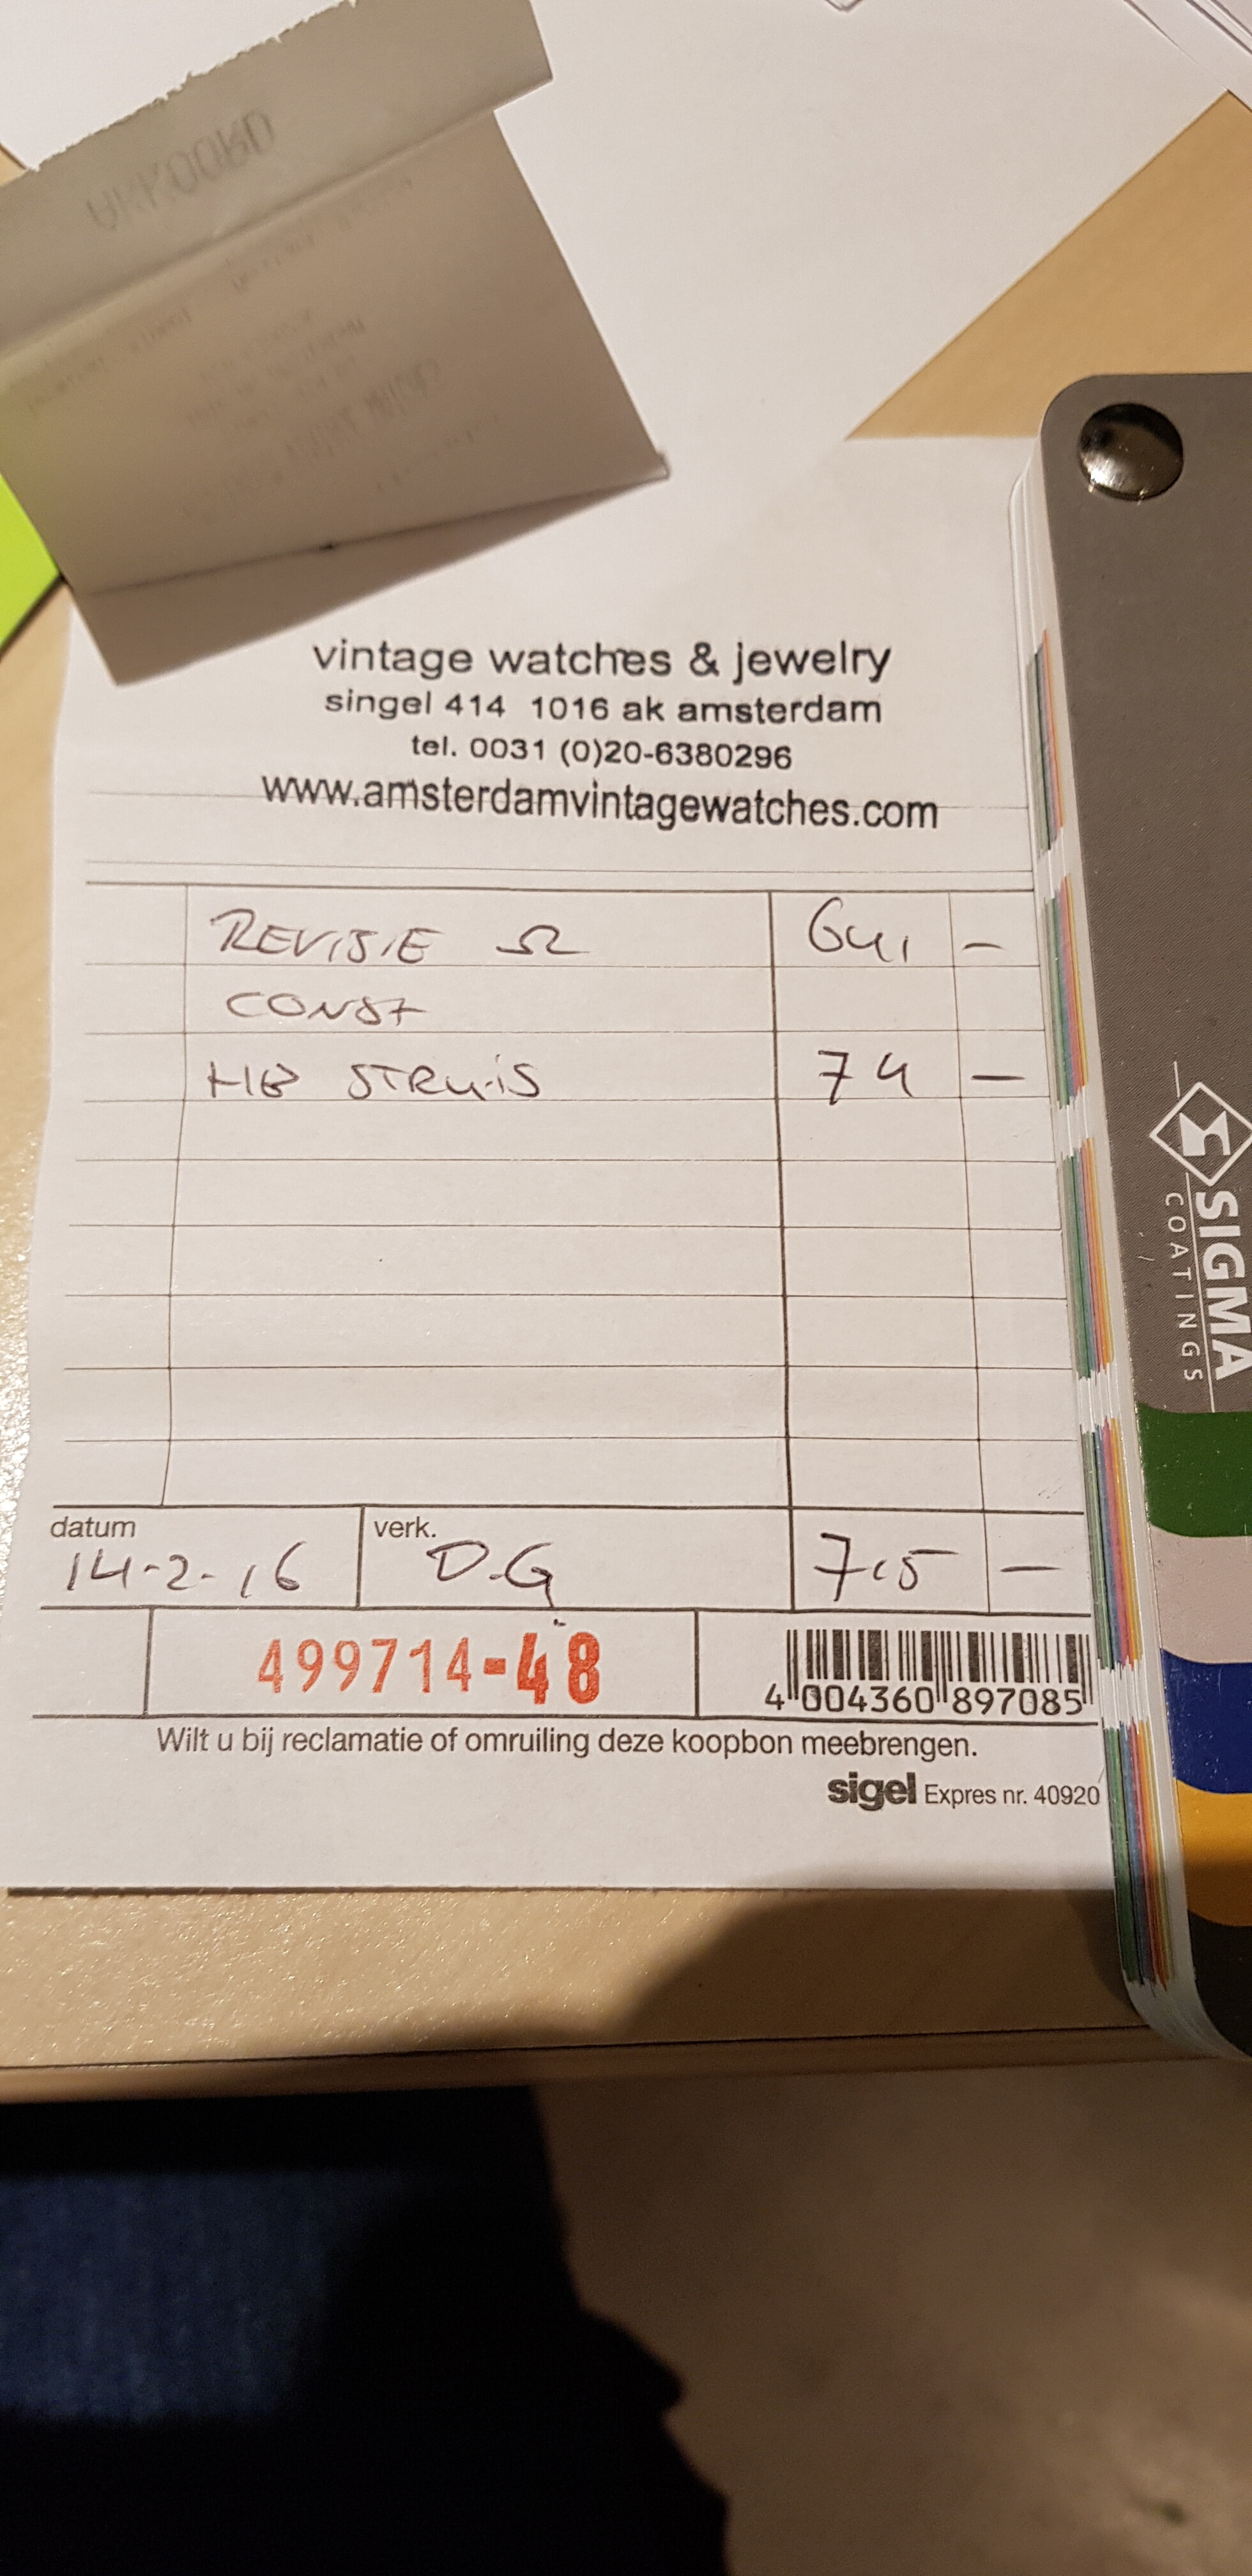 AKKOORD
vintage watches & jewelry
singel 414 1016 ak amsterdam
tel. 0031 (0)20-6380296
www.amsterdamvintagewatches.com
REVISIE Ω 641 -
CONST
HB STRUIS 74 -
datum verk.
14-2-16 D.G 715 -
499714-48
4 004360 897085
Wilt u bij reclamatie of omruiling deze koopbon meebrengen.
sigel Expres nr. 40920
SIGMA
COATINGS